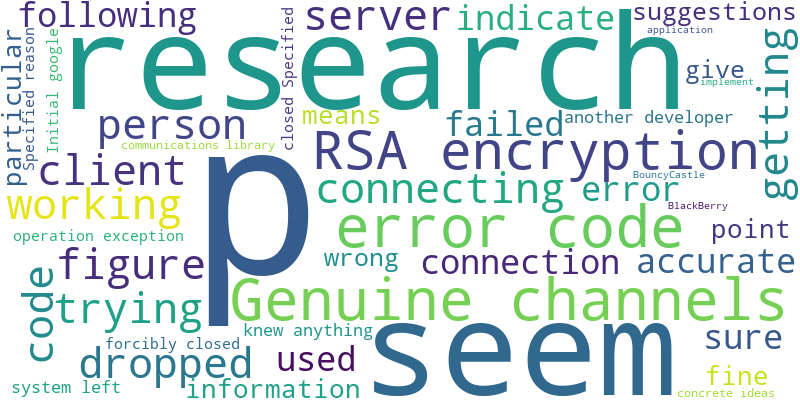 following
server
indicate
suggestions
application
research
particular
Specified reason
Initial google
closed Specified
give
implement
getting
person
means
failed
another developer
communications library
RSA encryption
client
BouncyCastle
connecting
error
working
p
BlackBerry
error code
point
operation exception
figure
wrong
connection
accurate
code
trying
Genuine channels
knew anything
seem
sure
forcibly closed
dropped
used
fine
system left
information
concrete ideas